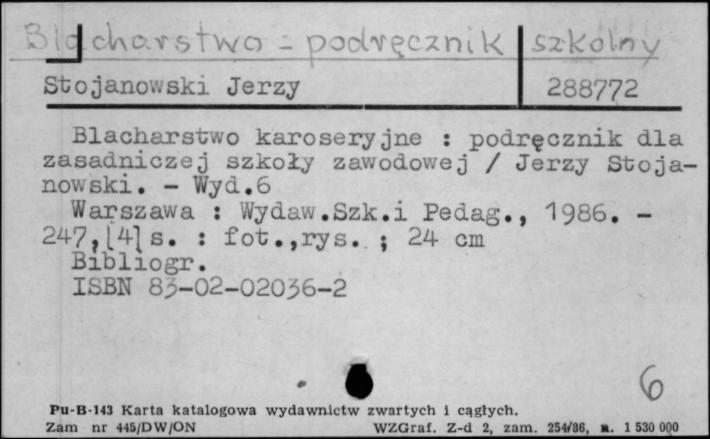 Blacharstwo - podręcznik szkolny
Stojanowski Jerzy 288772
Blacharstwo karoseryjne : podręcznik dla
zasadniczej szkoły zawodowej / Jerzy Stoja-
nowski. - Wyd.6
Warszawa : Wydaw.Szk.i Pedag., 1986. -
247,[4] s. : fot.,rys. ; 24 cm
Bibliogr.
ISBN 83-02-02036-2
6
Pu-B-143 Karta katalogowa wydawnictw zwartych i cągłych.
Zam nr 445/DW/ON WZGraf. Z-d 2, zam. 254/86, n. 1 530 000